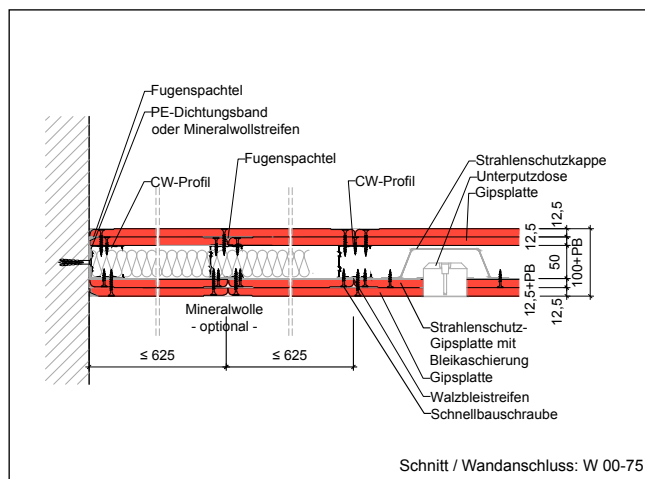 Fugenspachtel
PE-Dichtungsband
oder Mineralwollstreifen
Fugenspachtel
CW-Profil
CW-Profil
Strahlenschutzkappe
Unterputzdose
Gipsplatte
12,5
12,5
50
12,5+PB
12,5
100+PB
Mineralwolle
- optional -
≤ 625
≤ 625
Strahlenschutz-
Gipsplatte mit
Bleikaschierung
Gipsplatte
Walzbleistreifen
Schnellbauschraube
Schnitt / Wandanschluss: W 00-75